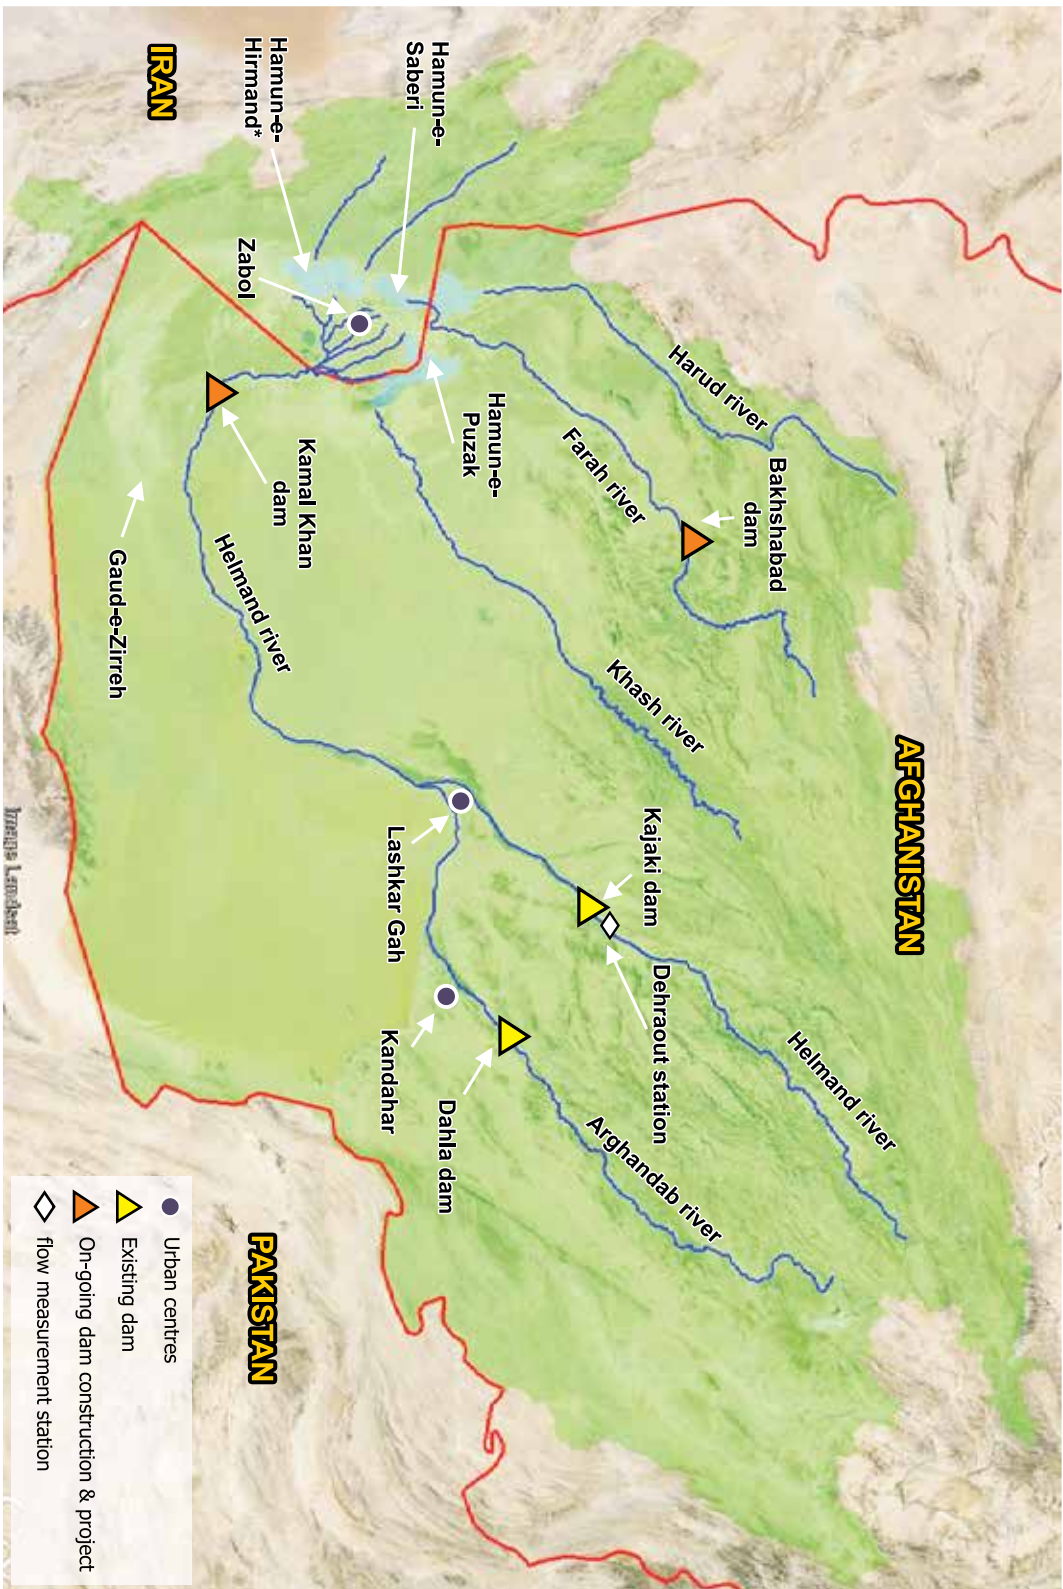 AFGHANISTAN
Harud river
Bakhshabad
dam
Farah river
Khash river
Kajaki dam
Dehraout station
Helmand river
Arghandab river
Hamun-e-
Saberi
Hamun-e-
Hirmand*
IRAN
Zabol
Hamun-e-
Puzak
Kamal Khan
dam
Helmand river
Gaud-e-Zirreh
Lashkar Gah
Kandahar
Dahla dam
PAKISTAN
Urban centres
Existing dam
On-going dam construction & project
flow measurement station
Image Landsat